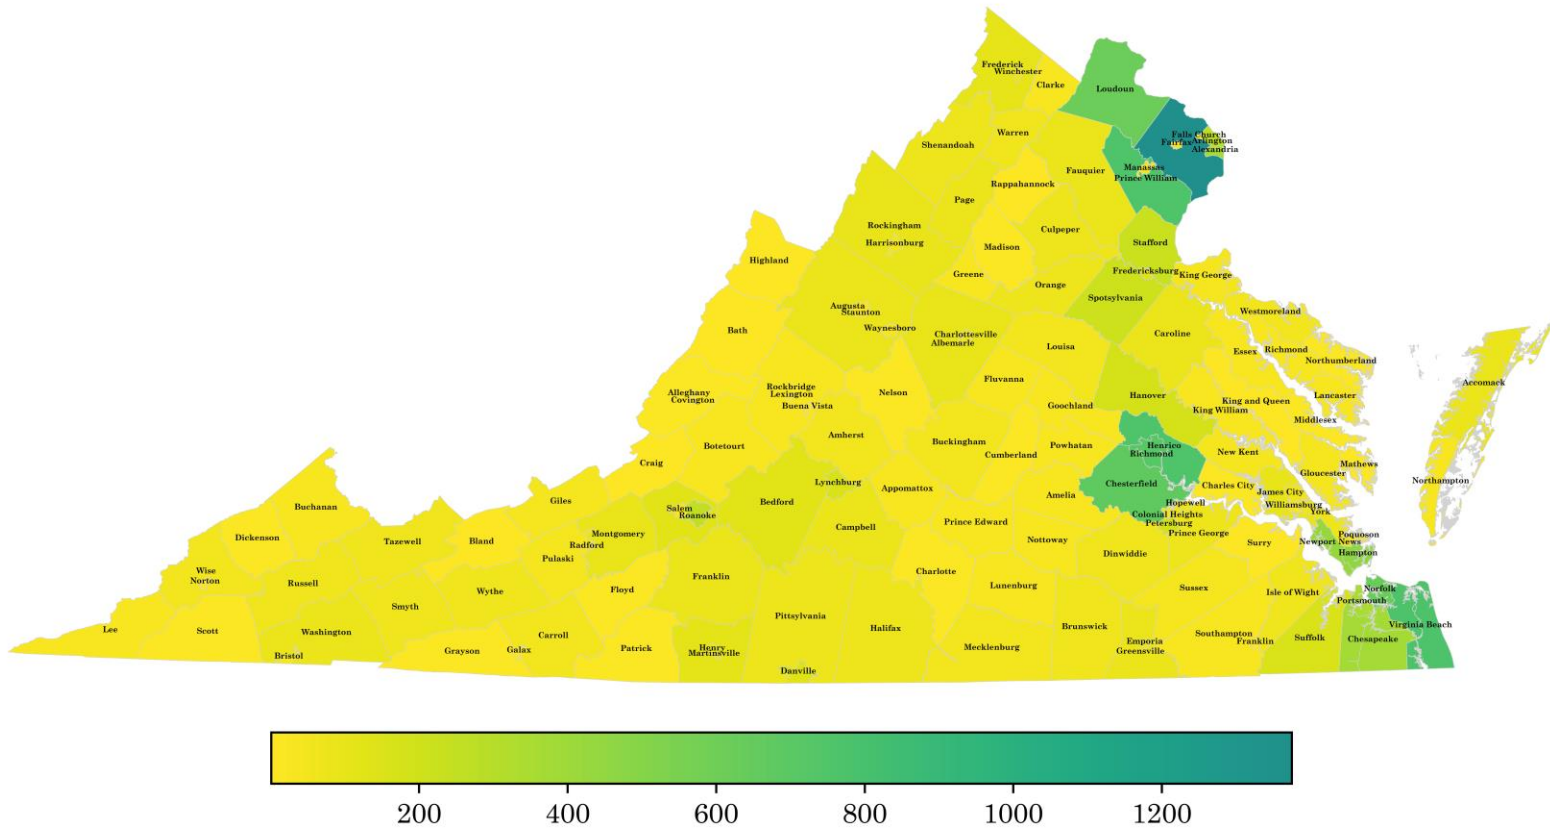 Frederick
Winchester
Clarke
Loudoun
Warren
Falls Church
Fairfax
Arlington
Alexandria
Shenandoah
Manassas
Prince William
Fauquier
Rappahannock
Page
Rockingham
Harrisonburg
Culpeper
Madison
Stafford
Highland
Greene
Fredericksburg
King George
Orange
Spotsylvania
Augusta
Staunton
Waynesboro
Westmoreland
Bath
Charlottesville
Albemarle
Caroline
Louisa
Essex
Richmond
Northumberland
Fluvanna
Accomack
Rockbridge
Lexington
Buena Vista
Alleghany
Covington
Nelson
Hanover
Lancaster
King and Queen
King William
Goochland
Middlesex
Amherst
Buckingham
Powhatan
Henrico
Richmond
Botetourt
Cumberland
New Kent
Craig
Mathews
Gloucester
Northampton
Lynchburg
Chesterfield
Charles City
Appomattox
James City
Amelia
Bedford
Giles
Hopewell
Williamsburg
Buchanan
Salem
Roanoke
York
Colonial Heights
Petersburg
Prince George
Prince Edward
Campbell
Montgomery
Poquoson
Dickenson
Tazewell
Bland
Radford
Nottoway
Surry
Newport News
Hampton
Dinwiddie
Pulaski
Wise
Norton
Charlotte
Franklin
Russell
Lunenburg
Sussex
Norfolk
Wythe
Floyd
Isle of Wight
Portsmouth
Smyth
Pittsylvania
Virginia Beach
Lee
Scott
Washington
Carroll
Halifax
Brunswick
Southampton
Franklin
Suffolk
Chesapeake
Emporia
Greensville
Bristol
Grayson
Galax
Patrick
Henry
Martinsville
Mecklenburg
Danville
200 400 600 800 1000 1200